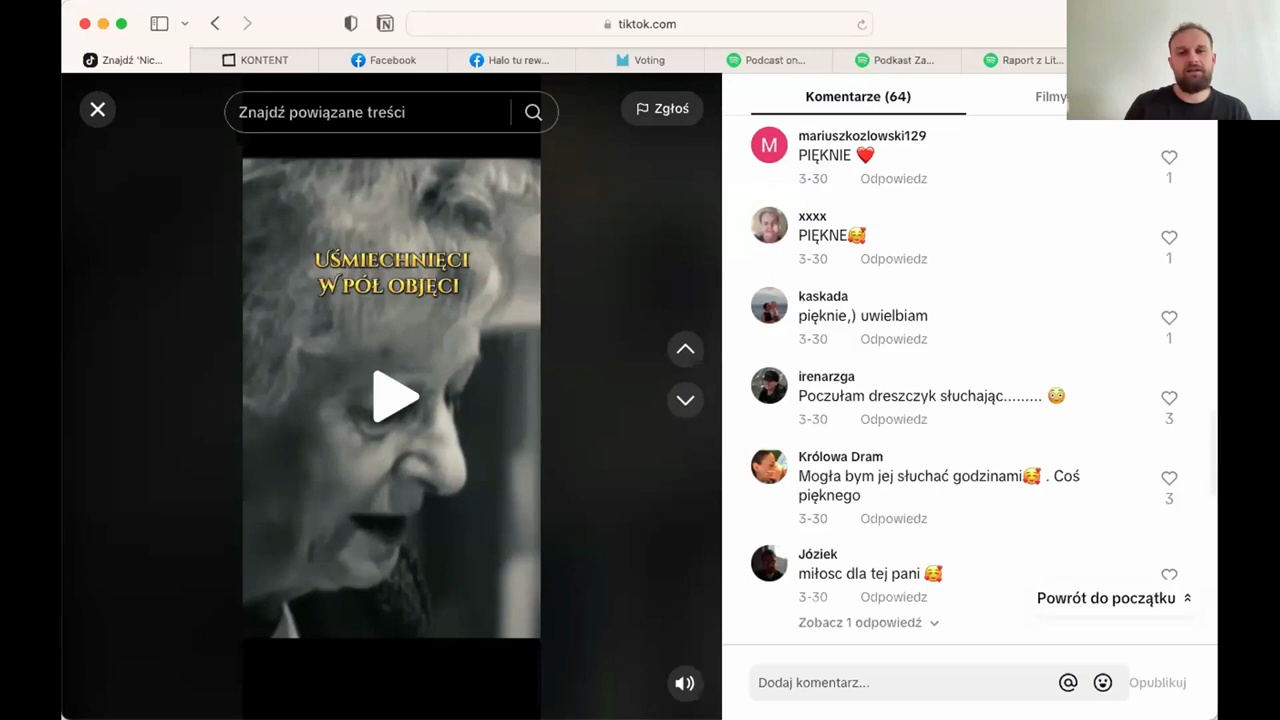 tiktok.com
Znajdź 'Nic...
KONTENT
Facebook
Halo tu rew...
Voting
Podcast on...
Podkast Za...
Raport z Lit...
Znajdź powiązane treści
Zgłoś
UŚMIECHNIĘCI
W PÓŁ OBJĘCI
Komentarze (64)
Filmy
M
mariuszkozlowski129
PIĘKNIE ❤️
3-30 Odpowiedz
1
xxxx
PIĘKNE🥰
3-30 Odpowiedz
1
kaskada
pięknie,) uwielbiam
3-30 Odpowiedz
1
irenarzga
Poczułam dreszczyk słuchając......... 😳
3-30 Odpowiedz
3
Królowa Dram
Mogła bym jej słuchać godzinami🥰 . Coś
pięknego
3-30 Odpowiedz
3
Józiek
miłosc dla tej pani 🥰
3-30 Odpowiedz
Powrót do początku
Zobacz 1 odpowiedź
Dodaj komentarz...
Opublikuj